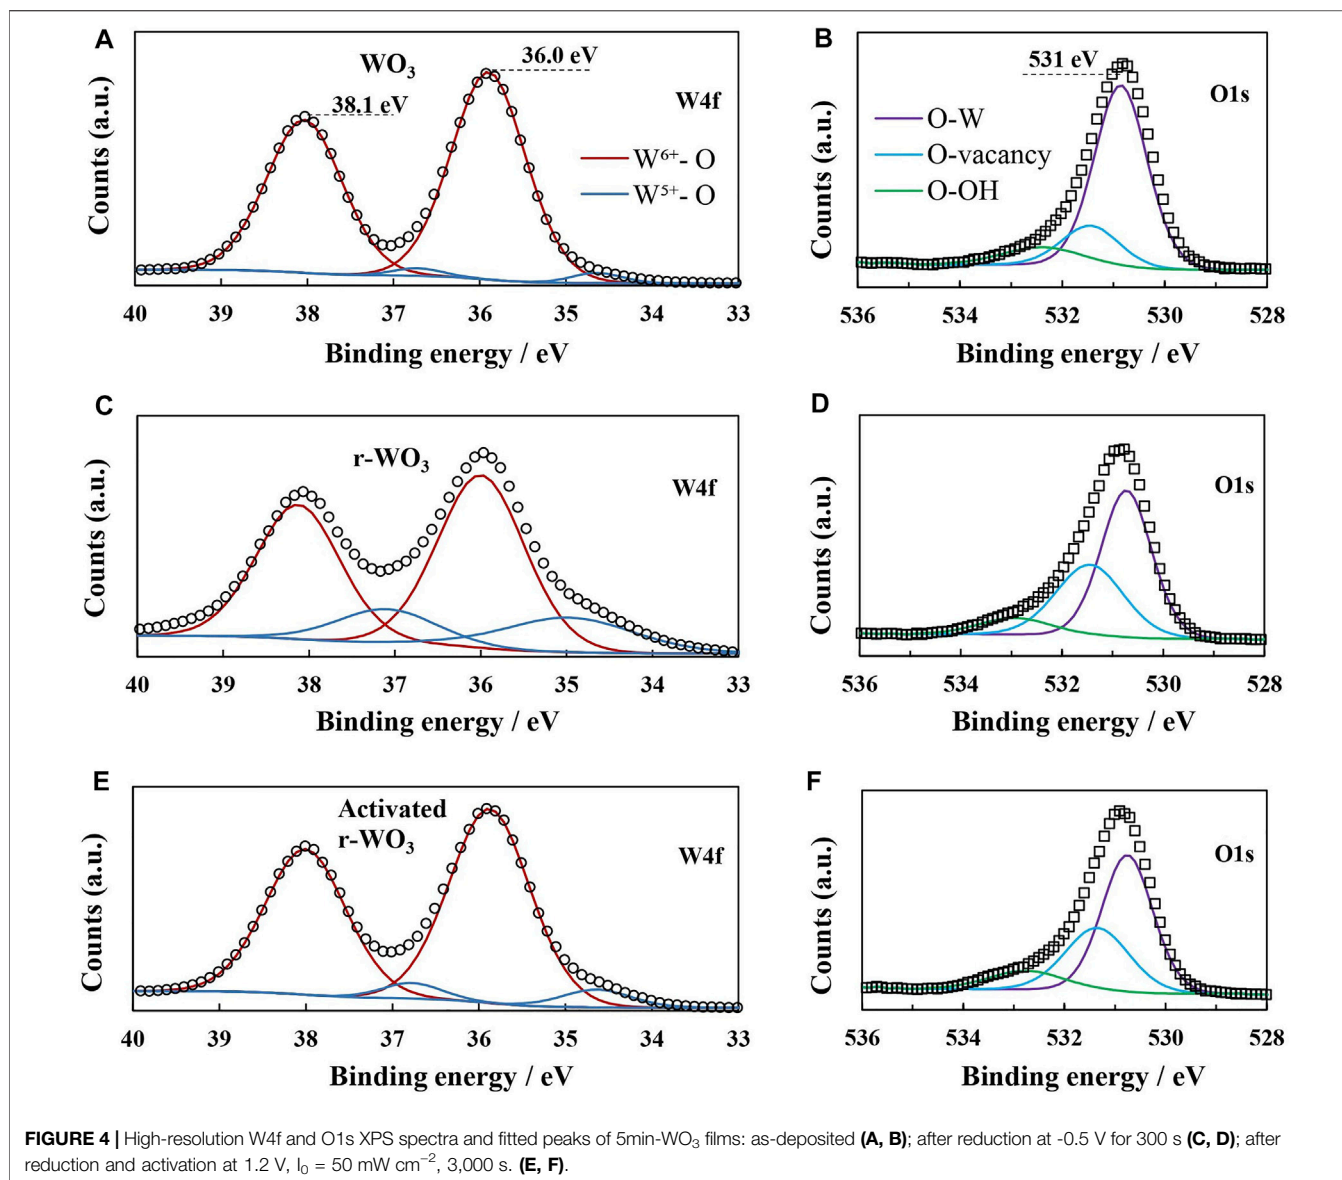 A
WO₃
38.1 eV
36.0 eV
W4f
W⁶⁺- O
W⁵⁺- O
Counts (a.u.)
40 39 38 37 36 35 34 33
Binding energy / eV
B
531 eV
O1s
O-W
O-vacancy
O-OH
Counts (a.u.)
536 534 532 530 528
Binding energy / eV
C
r-WO₃
W4f
Counts (a.u.)
40 39 38 37 36 35 34 33
Binding energy / eV
D
O1s
Counts (a.u.)
536 534 532 530 528
Binding energy / eV
E
Activated
r-WO₃
W4f
Counts (a.u.)
40 39 38 37 36 35 34 33
Binding energy / eV
F
O1s
Counts (a.u.)
536 534 532 530 528
Binding energy / eV
FIGURE 4 | High-resolution W4f and O1s XPS spectra and fitted peaks of 5min-WO₃ films: as-deposited (A, B); after reduction at -0.5 V for 300 s (C, D); after
reduction and activation at 1.2 V, I₀ = 50 mW cm⁻², 3,000 s. (E, F).